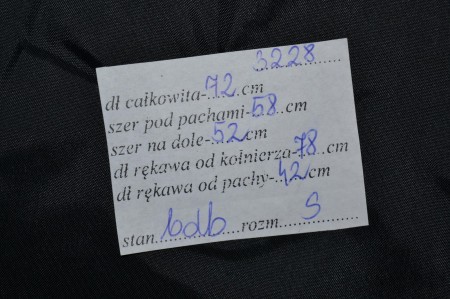 3228
dł całkowita-72 cm
szer pod pachami-58 cm
szer na dole-52 cm
dł rękawa od kołnierza-78 cm
dł rękawa od pachy-42 cm
stan bdb rozm S